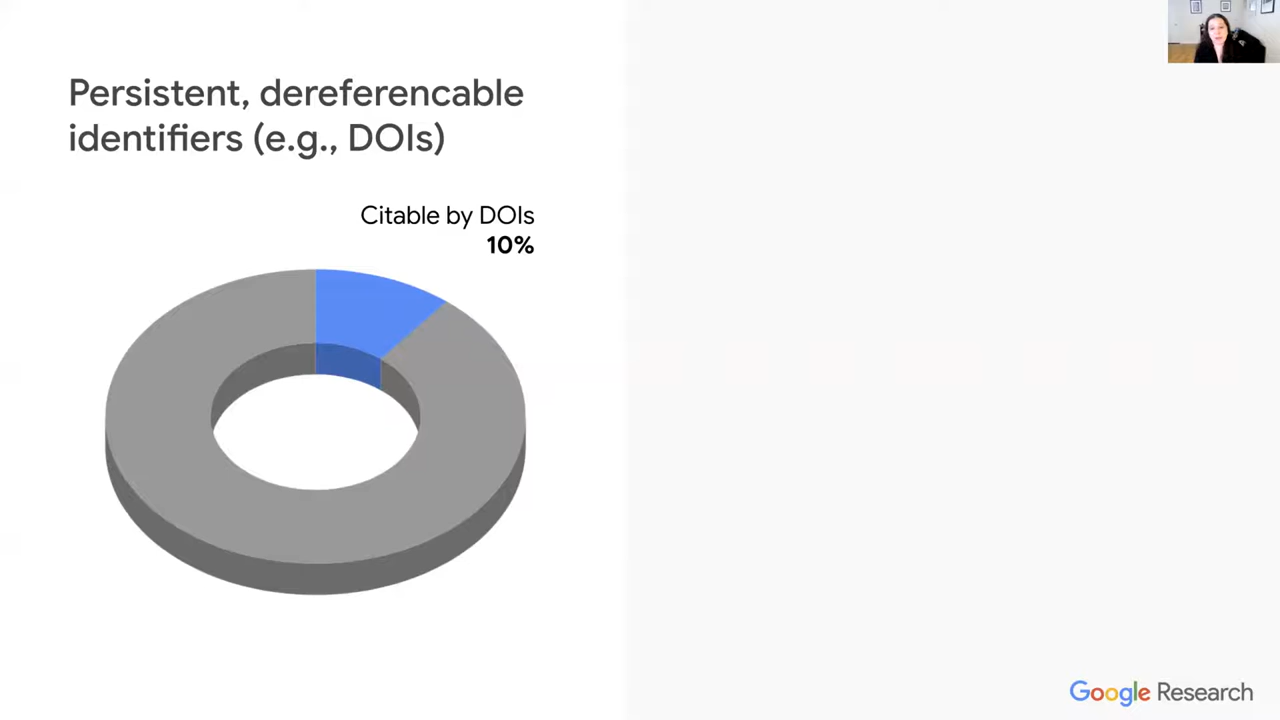 Persistent, dereferencable
identifiers (e.g., DOIs)
Citable by DOIs
10%
Google Research